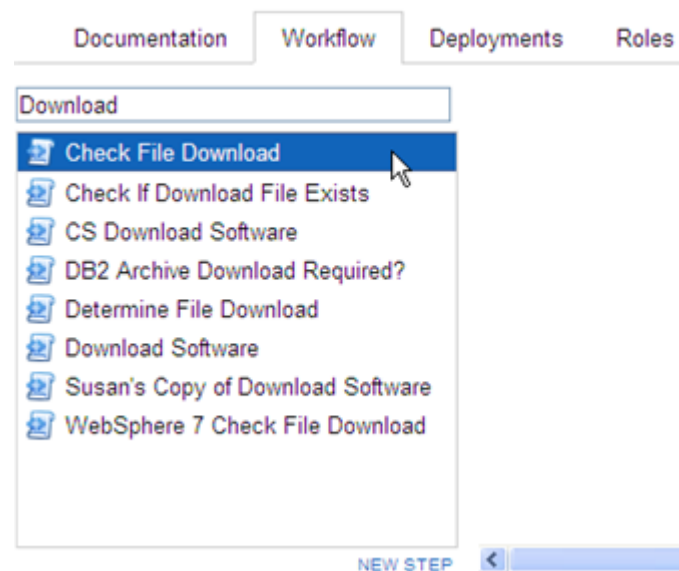 Documentation Workflow Deployments Roles
Download
Check File Download
Check If Download File Exists
CS Download Software
DB2 Archive Download Required?
Determine File Download
Download Software
Susan's Copy of Download Software
WebSphere 7 Check File Download
NEW STEP